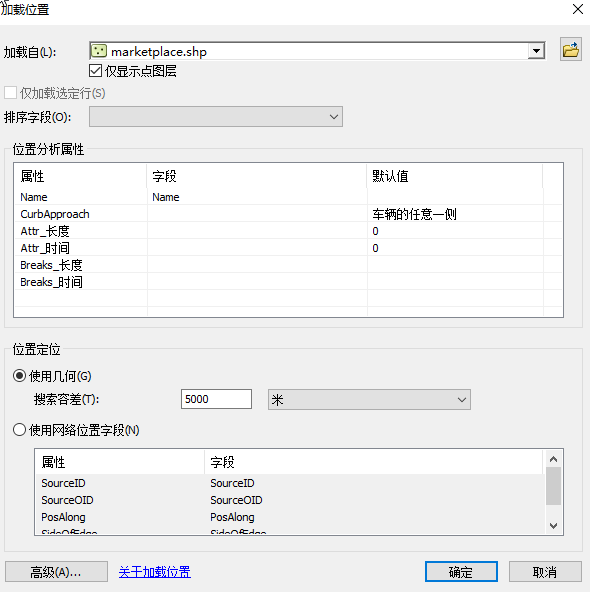 加载位置
加载自(L):
marketplace.shp
仅显示点图层
仅加载选定行(S)
排序字段(O):
位置分析属性
属性 字段 默认值
Name Name
CurbApproach 车辆的任意一侧
Attr_长度 0
Attr_时间 0
Breaks_长度
Breaks_时间
位置定位
使用几何(G)
搜索容差(T): 5000 米
使用网络位置字段(N)
属性 字段
SourceID SourceID
SourceOID SourceOID
PosAlong PosAlong
SideOfEdge SideOfEdge
高级(A)... 关于加载位置 确定 取消